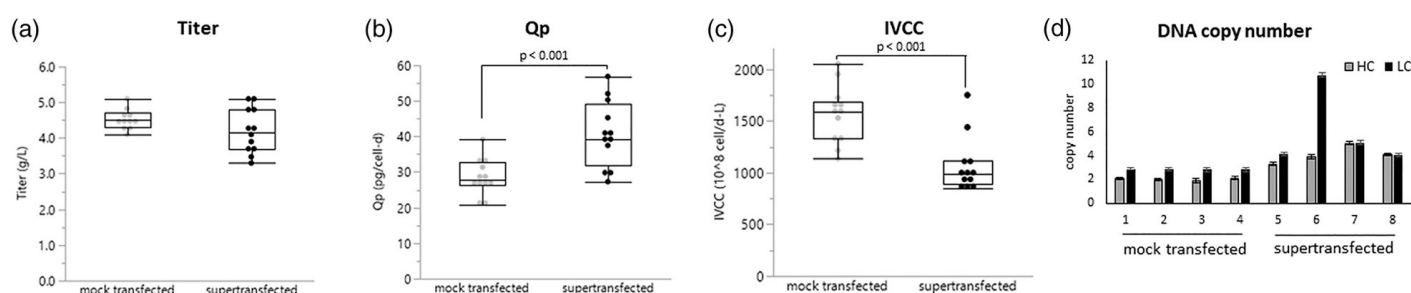 (a)
Titer
Titer (g/L)
6.0
5.0
4.0
3.0
2.0
1.0
0.0
mock transfected
supertransfected
(b)
Qp
p < 0.001
Qp (pg/cell-d)
60
50
40
30
20
10
0
mock transfected
supertransfected
(c)
IVCC
p < 0.001
IVCC (10^8 cell/d-L)
2000
1500
1000
500
0
mock transfected
supertransfected
(d)
DNA copy number
HC LC
copy number
12
10
8
6
4
2
0
1 2 3 4 5 6 7 8
mock transfected supertransfected